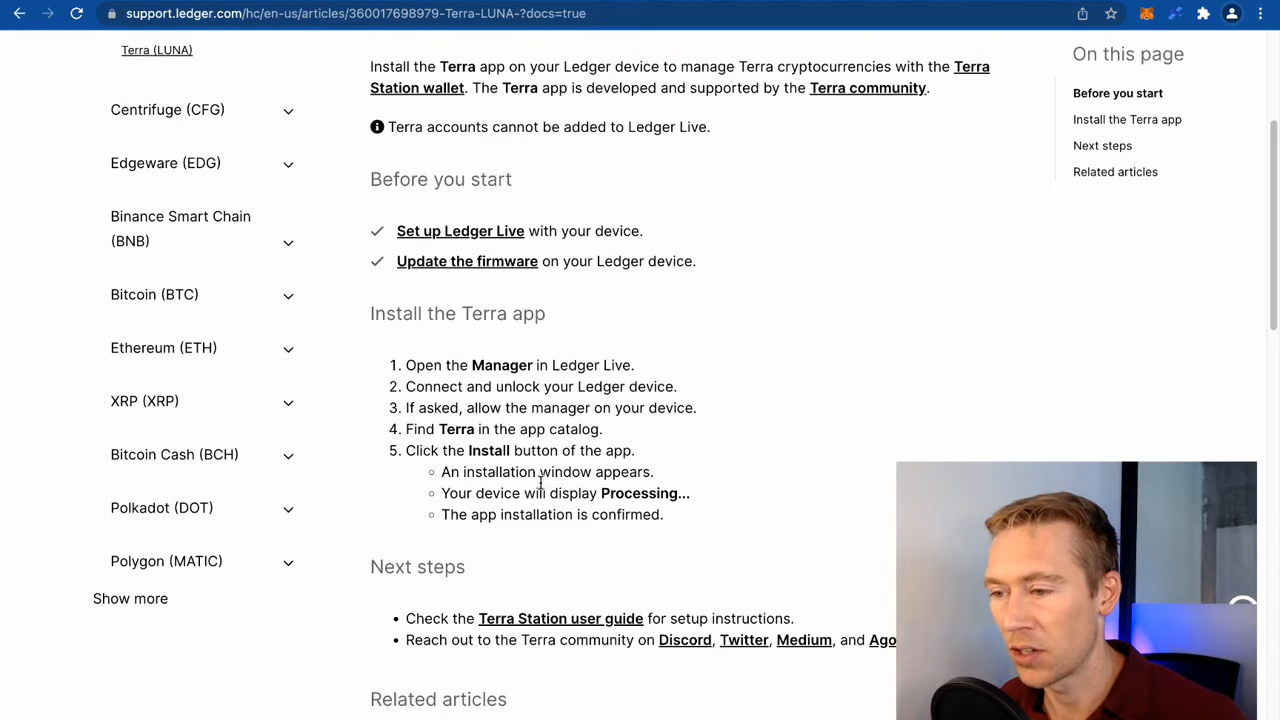 support.ledger.com/hc/en-us/articles/360017698979-Terra-LUNA-?docs=true
Terra (LUNA)
Centrifuge (CFG)
Edgeware (EDG)
Binance Smart Chain
(BNB)
Bitcoin (BTC)
Ethereum (ETH)
XRP (XRP)
Bitcoin Cash (BCH)
Polkadot (DOT)
Polygon (MATIC)
Show more
Install the Terra app on your Ledger device to manage Terra cryptocurrencies with the Terra
Station wallet. The Terra app is developed and supported by the Terra community.
Terra accounts cannot be added to Ledger Live.
Before you start
Set up Ledger Live with your device.
Update the firmware on your Ledger device.
Install the Terra app
1. Open the Manager in Ledger Live.
2. Connect and unlock your Ledger device.
3. If asked, allow the manager on your device.
4. Find Terra in the app catalog.
5. Click the Install button of the app.
An installation window appears.
Your device will display Processing...
The app installation is confirmed.
Next steps
• Check the Terra Station user guide for setup instructions.
• Reach out to the Terra community on Discord, Twitter, Medium, and Ago
Related articles
On this page
Before you start
Install the Terra app
Next steps
Related articles